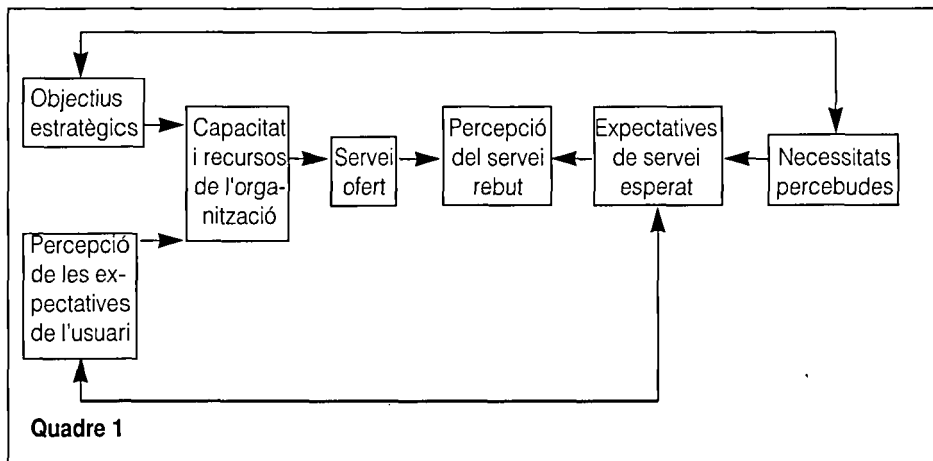 Objectius
estratègics
Capacitat
i recursos
de l'orga-
nització
Servei
ofert
Percepció
del servei
rebut
Expectatives
de servei
esperat
Necessitats
percebudes
Percepció
de les ex-
pectatives
de l'usuari
Quadre 1